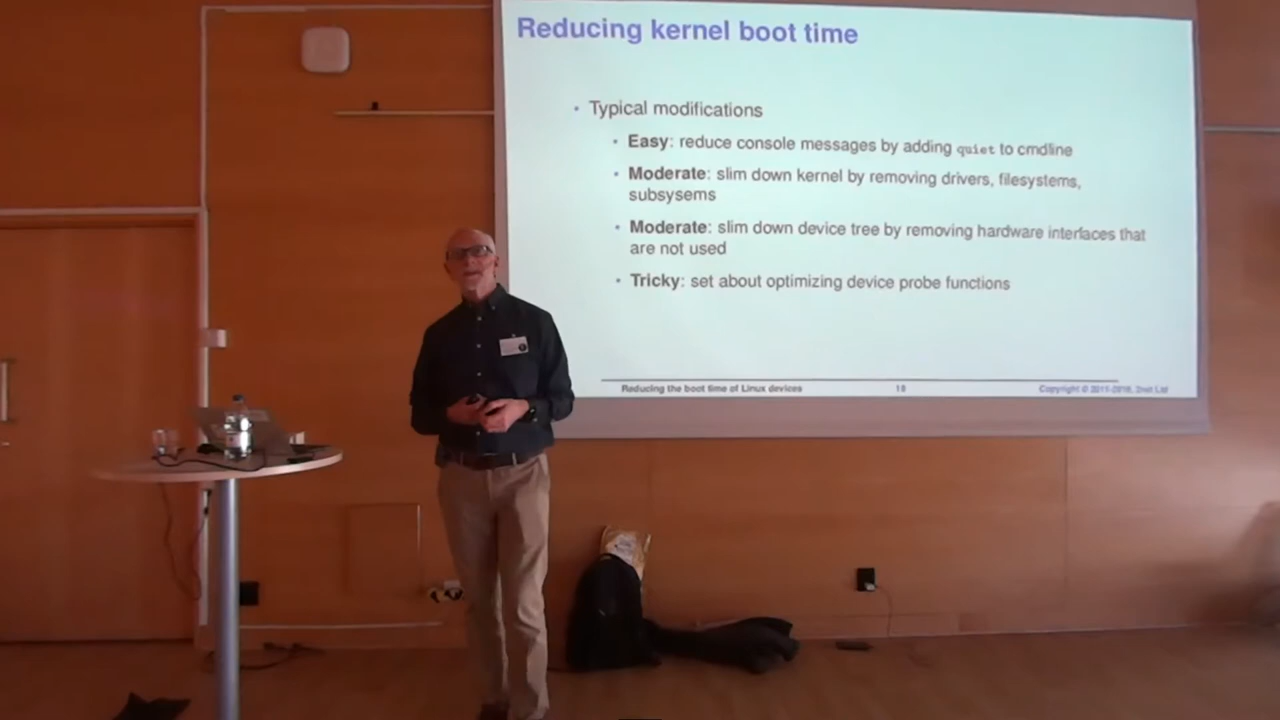 Reducing kernel boot time
• Typical modifications
• Easy: reduce console messages by adding quiet to cmdline
• Moderate: slim down kernel by removing drivers, filesystems,
subsysems
• Moderate: slim down device tree by removing hardware interfaces that
are not used
• Tricky: set about optimizing device probe functions
Reducing the boot time of Linux devices
Copyright ©